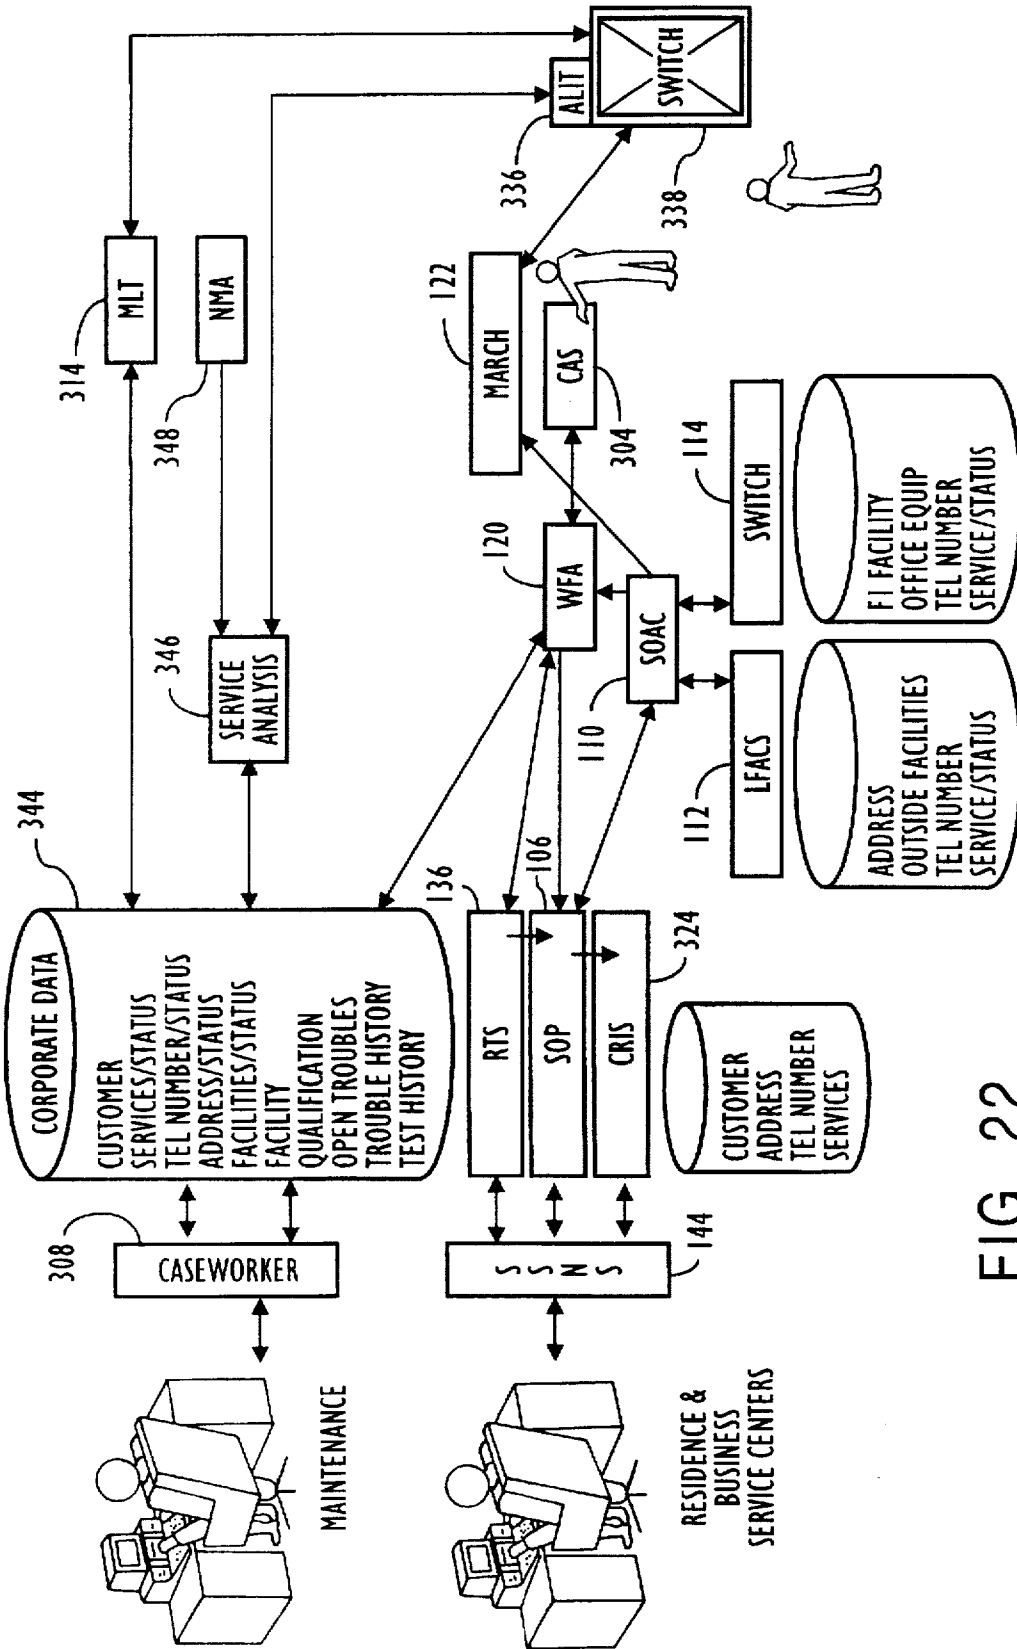 MAINTENANCE
308
CASEWORKER
344
CORPORATE DATA
CUSTOMER
SERVICES/STATUS
TEL NUMBER/STATUS
ADDRESS/STATUS
FACILITIES/STATUS
FACILITY
QUALIFICATION
OPEN TROUBLES
TROUBLE HISTORY
TEST HISTORY
346
SERVICE
ANALYSIS
314
MLT
348
NMA
336
ALIT
SWITCH
338
RESIDENCE &
BUSINESS
SERVICE CENTERS
SSNS
144
136
RTS
106
SOP
CRIS
324
CUSTOMER
ADDRESS
TEL NUMBER
SERVICES
120
WFA
110
SOAC
122
MARCH
CAS
304
112
LFACS
ADDRESS
OUTSIDE FACILITIES
TEL NUMBER
SERVICE/STATUS
114
SWITCH
F1 FACILITY
OFFICE EQUIP
TEL NUMBER
SERVICE/STATUS
FIG. 22